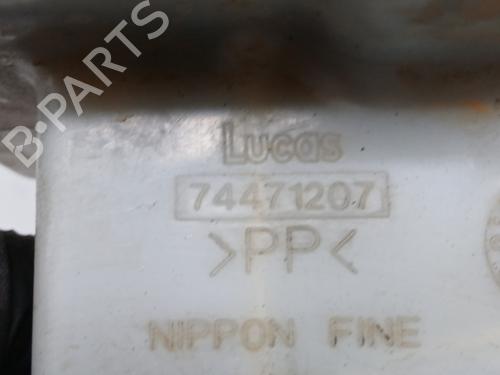 B-PARTS
Lucas
74471207
>PP<
NIPPON FINE